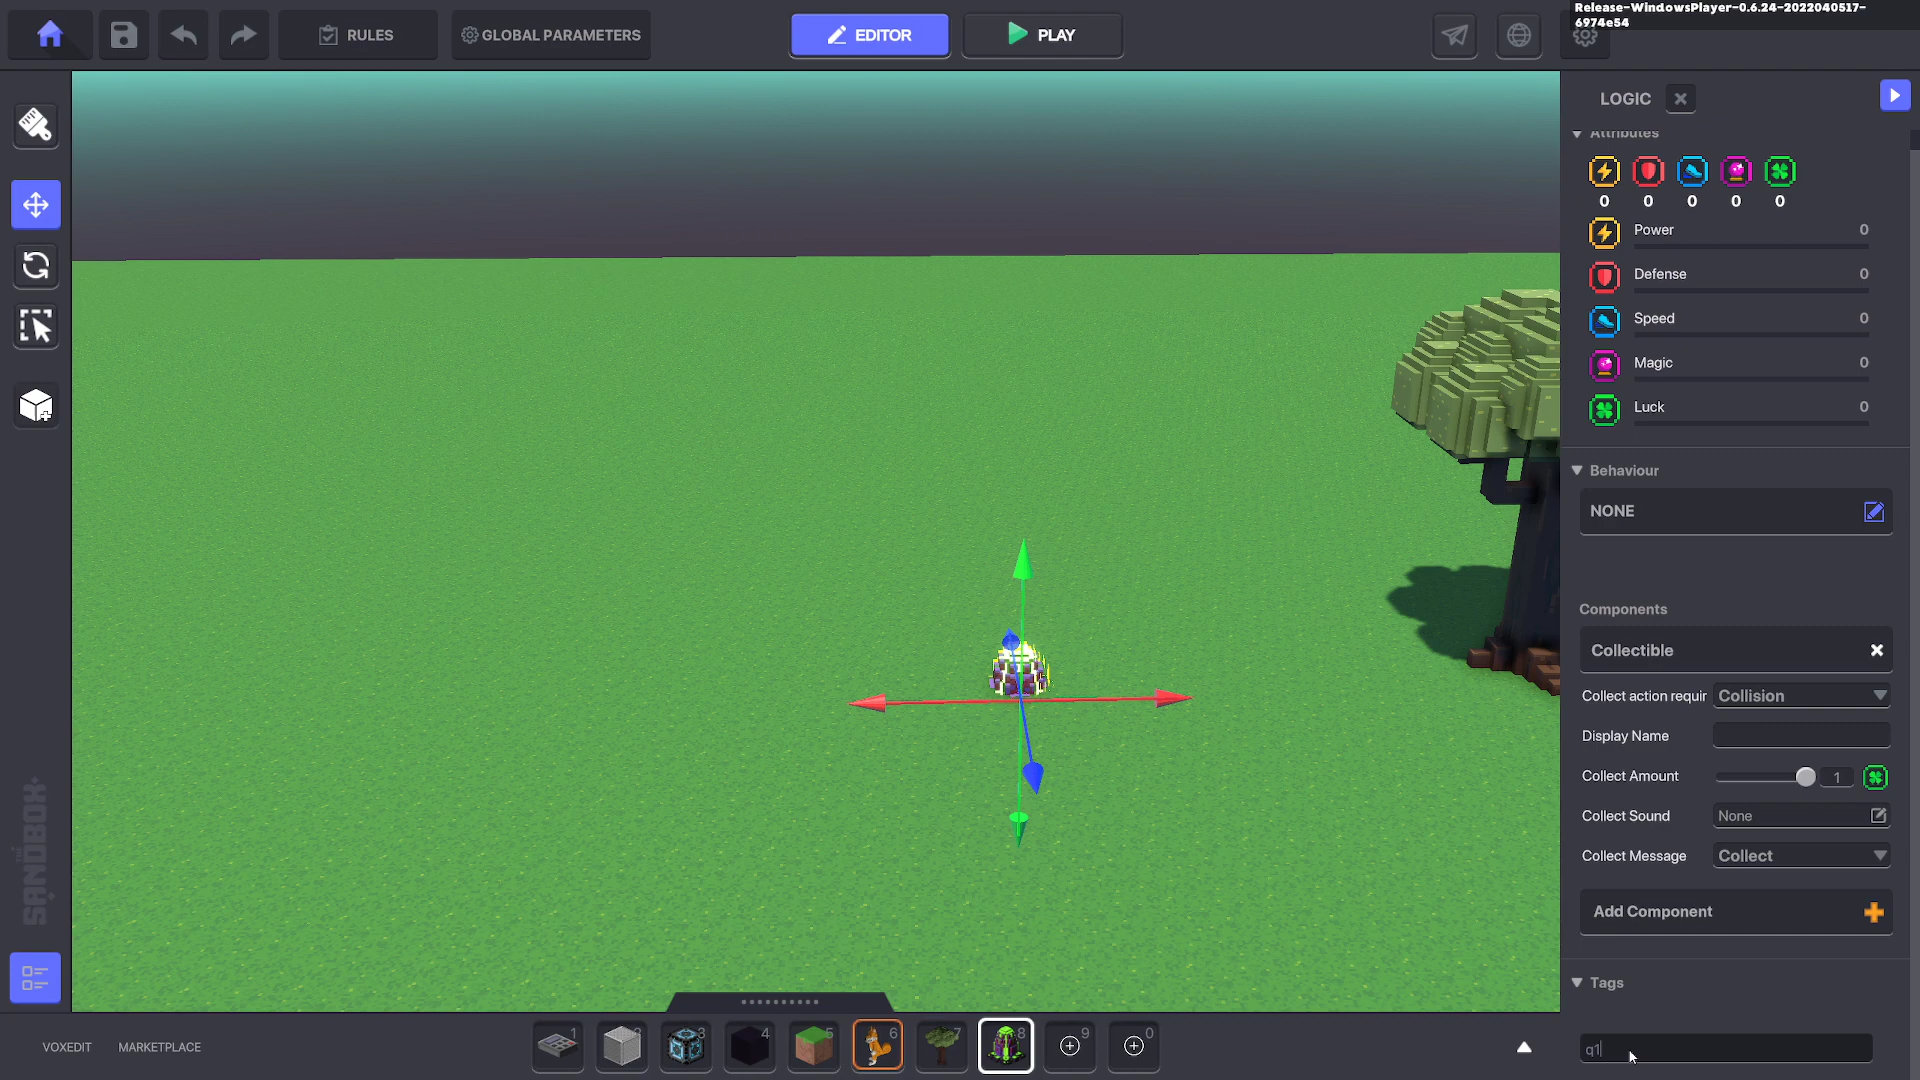 Release-WindowsPlayer-0.6.24-2022040517-
6974e54
RULES
GLOBAL PARAMETERS
EDITOR
PLAY
LOGIC
Attributes
0 0 0 0 0
Power 0
Defense 0
Speed 0
Magic 0
Luck 0
Behaviour
NONE
Components
Collectible
Collect action requir Collision
Display Name
Collect Amount 1
Collect Sound None
Collect Message Collect
Add Component
Tags
q1
THE SANDBOX
VOXEDIT MARKETPLACE
1 2 3 4 5 6 7 8 9 0